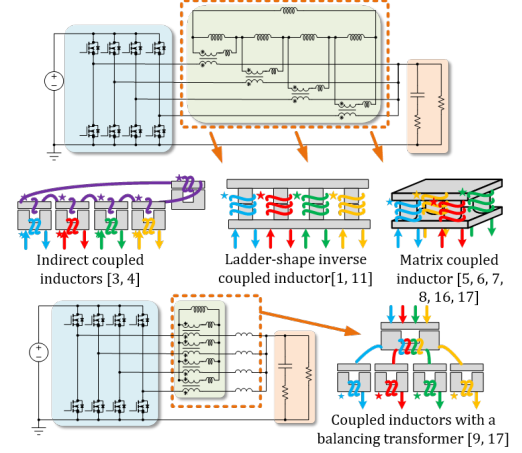 +
−
Indirect coupled
inductors [3, 4]
Ladder-shape inverse
coupled inductor[1, 11]
Matrix coupled
inductor [5, 6, 7,
8, 16, 17]
+
−
Coupled inductors with a
balancing transformer [9, 17]